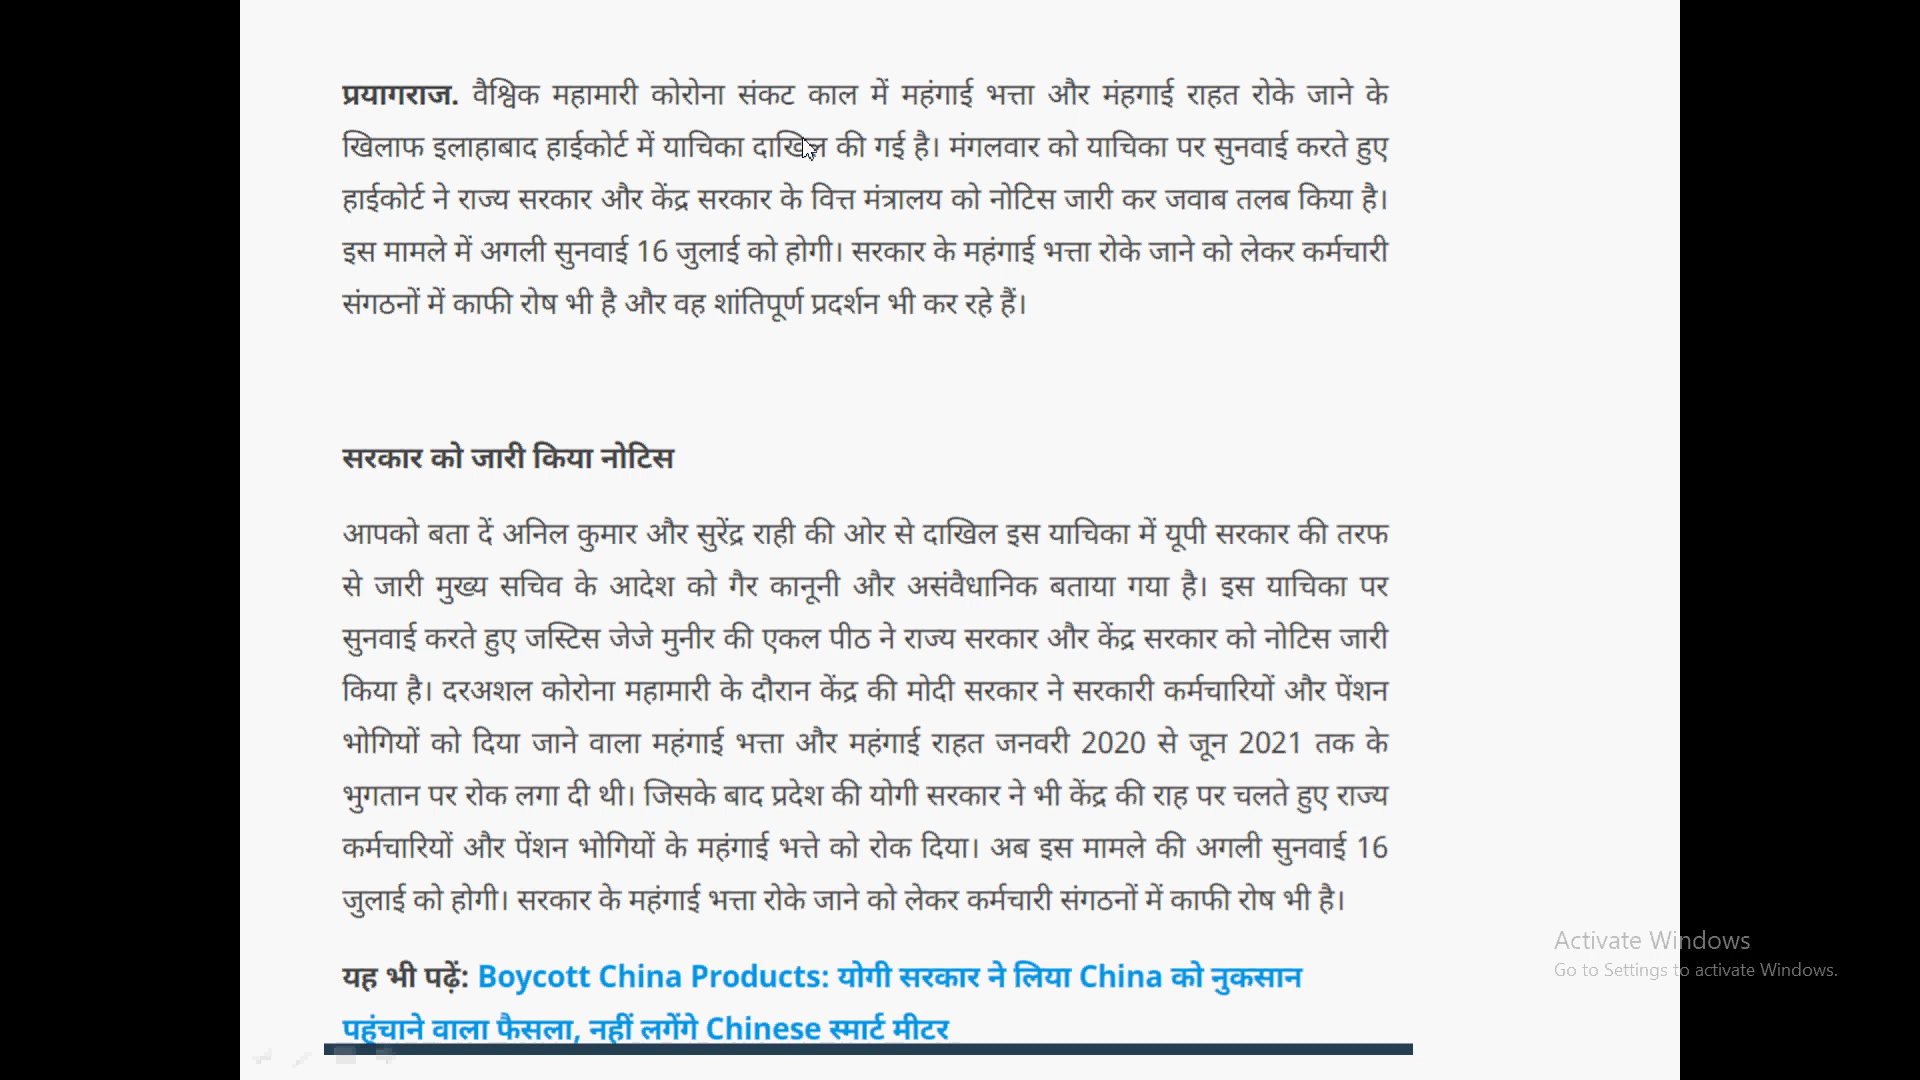 प्रयागराज. वैश्विक महामारी कोरोना संकट काल में महंगाई भत्ता और मंहगाई राहत रोके जाने के
खिलाफ इलाहाबाद हाईकोर्ट में याचिका दाखिल की गई है। मंगलवार को याचिका पर सुनवाई करते हुए
हाईकोर्ट ने राज्य सरकार और केंद्र सरकार के वित्त मंत्रालय को नोटिस जारी कर जवाब तलब किया है।
इस मामले में अगली सुनवाई 16 जुलाई को होगी। सरकार के महंगाई भत्ता रोके जाने को लेकर कर्मचारी
संगठनों में काफी रोष भी है और वह शांतिपूर्ण प्रदर्शन भी कर रहे हैं।
सरकार को जारी किया नोटिस
आपको बता दें अनिल कुमार और सुरेंद्र राही की ओर से दाखिल इस याचिका में यूपी सरकार की तरफ
से जारी मुख्य सचिव के आदेश को गैर कानूनी और असंवैधानिक बताया गया है। इस याचिका पर
सुनवाई करते हुए जस्टिस जेजे मुनीर की एकल पीठ ने राज्य सरकार और केंद्र सरकार को नोटिस जारी
किया है। दरअशल कोरोना महामारी के दौरान केंद्र की मोदी सरकार ने सरकारी कर्मचारियों और पेंशन
भोगियों को दिया जाने वाला महंगाई भत्ता और महंगाई राहत जनवरी 2020 से जून 2021 तक के
भुगतान पर रोक लगा दी थी। जिसके बाद प्रदेश की योगी सरकार ने भी केंद्र की राह पर चलते हुए राज्य
कर्मचारियों और पेंशन भोगियों के महंगाई भत्ते को रोक दिया। अब इस मामले की अगली सुनवाई 16
जुलाई को होगी। सरकार के महंगाई भत्ता रोके जाने को लेकर कर्मचारी संगठनों में काफी रोष भी है।
यह भी पढ़ें: Boycott China Products: योगी सरकार ने लिया China को नुकसान
पहुंचाने वाला फैसला, नहीं लगेंगे Chinese स्मार्ट मीटर
Activate Windows
Go to Settings to activate Windows.